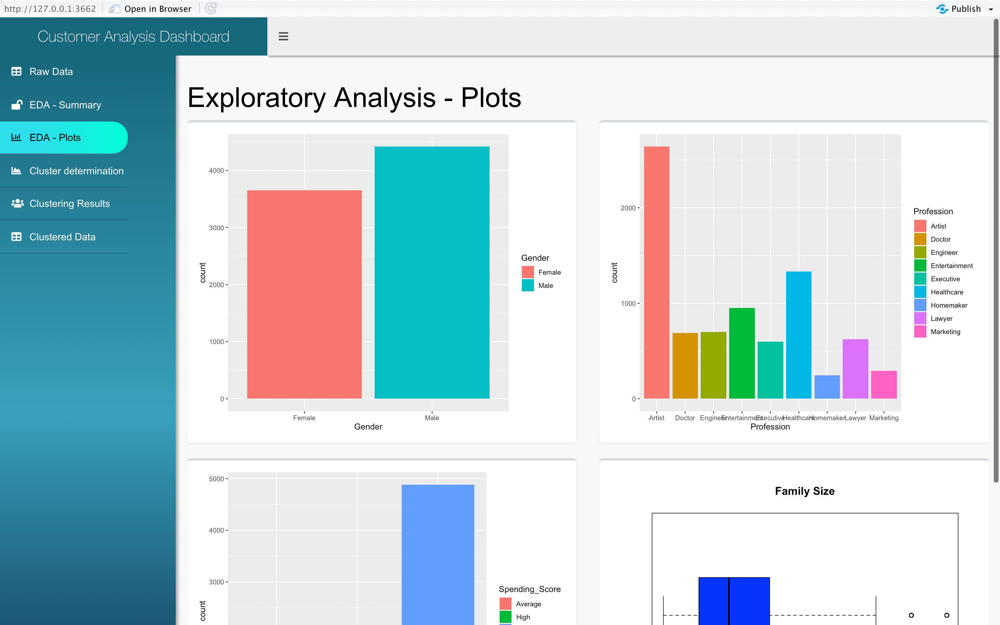 http://127.0.0.1:3662
Open in Browser
Publish
Customer Analysis Dashboard
Raw Data
EDA - Summary
EDA - Plots
Cluster determination
Clustering Results
Clustered Data
Exploratory Analysis - Plots
4000
3000
2000
1000
0
count
Female
Male
Gender
Gender
Female
Male
2000
1000
0
count
Artist
Doctor
Engineer
Entertainment
Executive
Healthcare
Homemaker
Lawyer
Marketing
Profession
Profession
Artist
Doctor
Engineer
Entertainment
Executive
Healthcare
Homemaker
Lawyer
Marketing
5000
4000
3000
count
Spending_Score
Average
High
Family Size